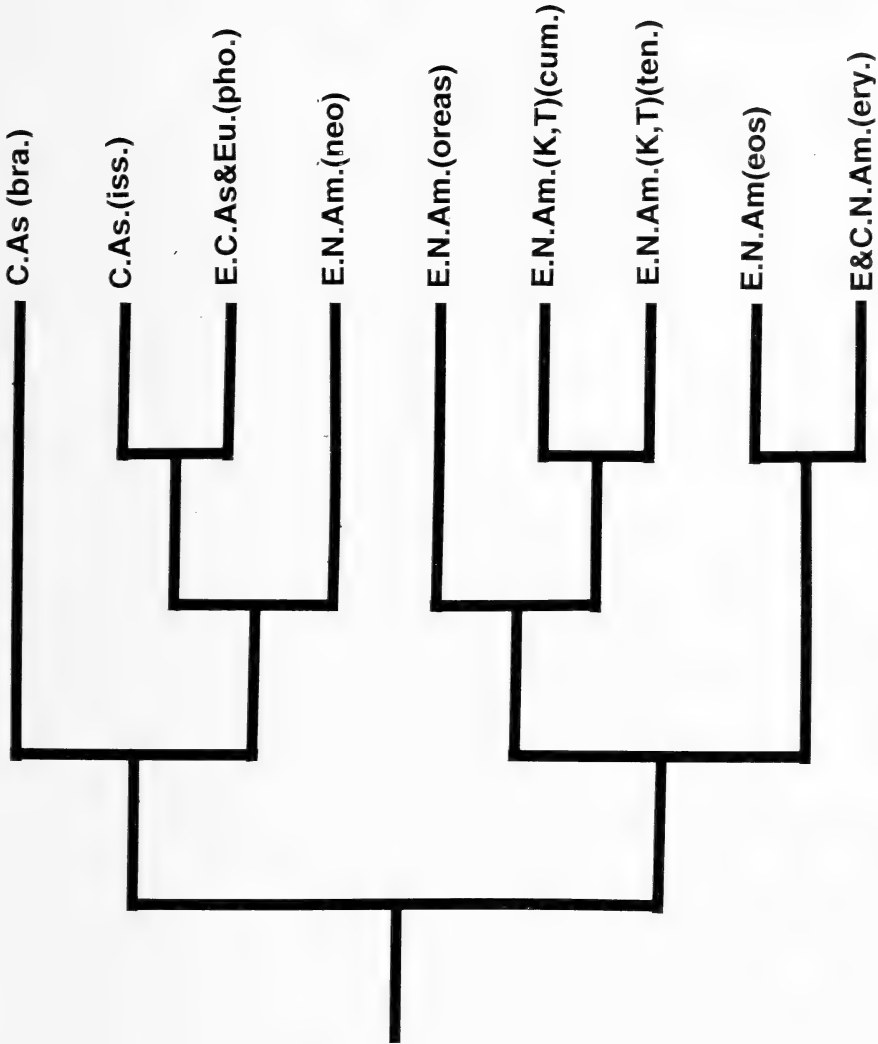 C.As (bra.)
C.As.(iss.)
E.C.As&Eu.(pho.)
E.N.Am.(neo)
E.N.Am.(oreas)
E.N.Am.(K,T)(cum.)
E.N.Am.(K,T)(ten.)
E.N.Am(eos)
E&C.N.Am.(ery.)